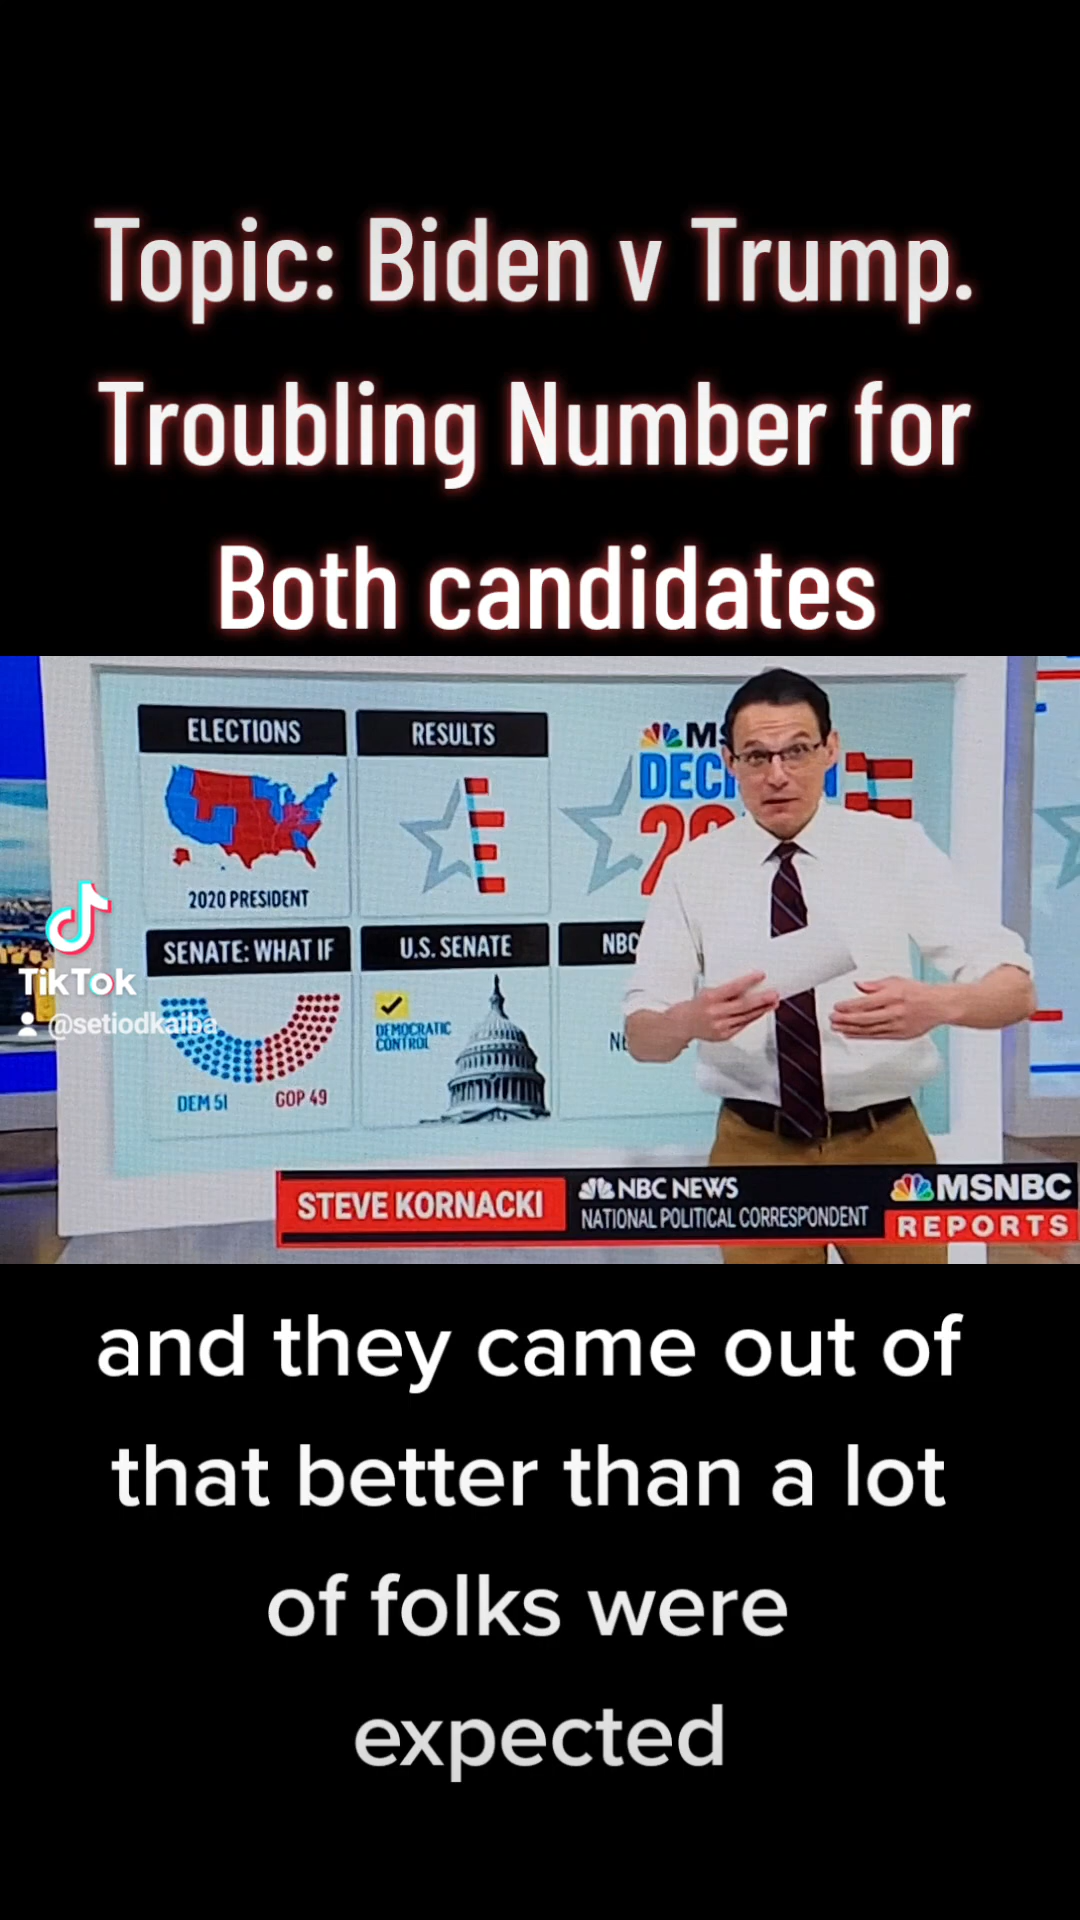 Topic: Biden v Trump.
Troubling Number for
Both candidates
ELECTIONS
RESULTS
DEC
2020 PRESIDENT
SENATE: WHAT IF
U.S. SENATE
NBC
DEMOCRATIC
CONTROL
DEM 51
GOP 49
TikTok
@setiodkaiba
STEVE KORNACKI
NBC NEWS
NATIONAL POLITICAL CORRESPONDENT
MSNBC
REPORTS
and they came out of
that better than a lot
of folks were
expected